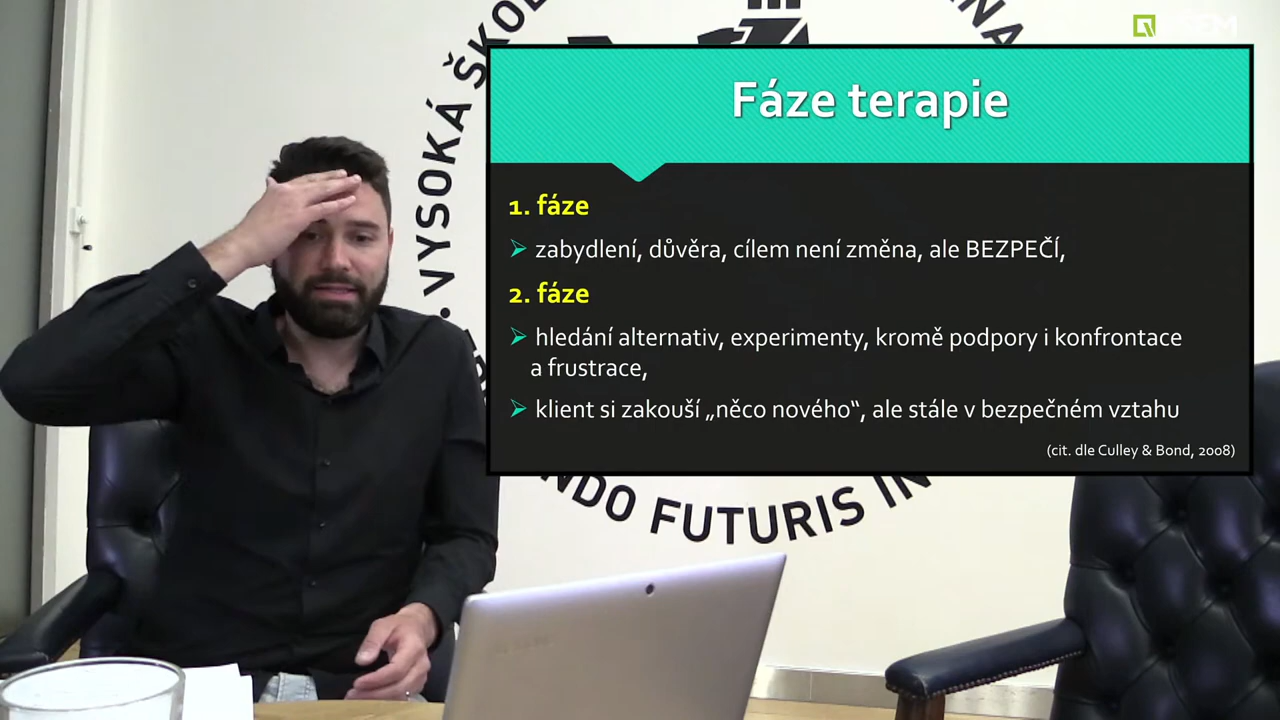 VYSOKÁ ŠKOL
Fáze terapie
1. fáze
zabydlení, důvěra, cílem není změna, ale BEZPEČÍ,
2. fáze
hledání alternativ, experimenty, kromě podpory i konfrontace
a frustrace,
klient si zakouší „něco nového“, ale stále v bezpečném vztahu
(cit. dle Culley & Bond, 2008)
NDO FUTURIS IN